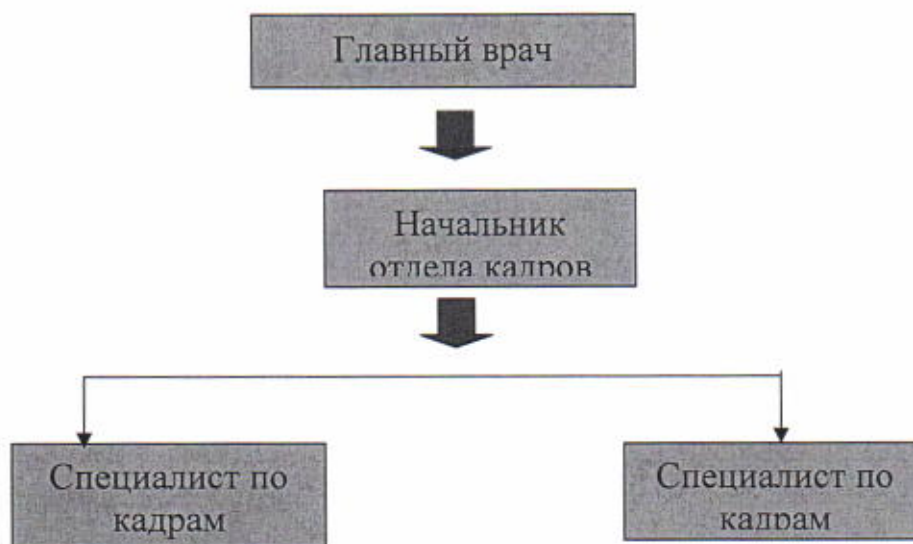 Главный врач
Начальник
отдела кадров
Специалист по
кадрам
Специалист по
кадрам